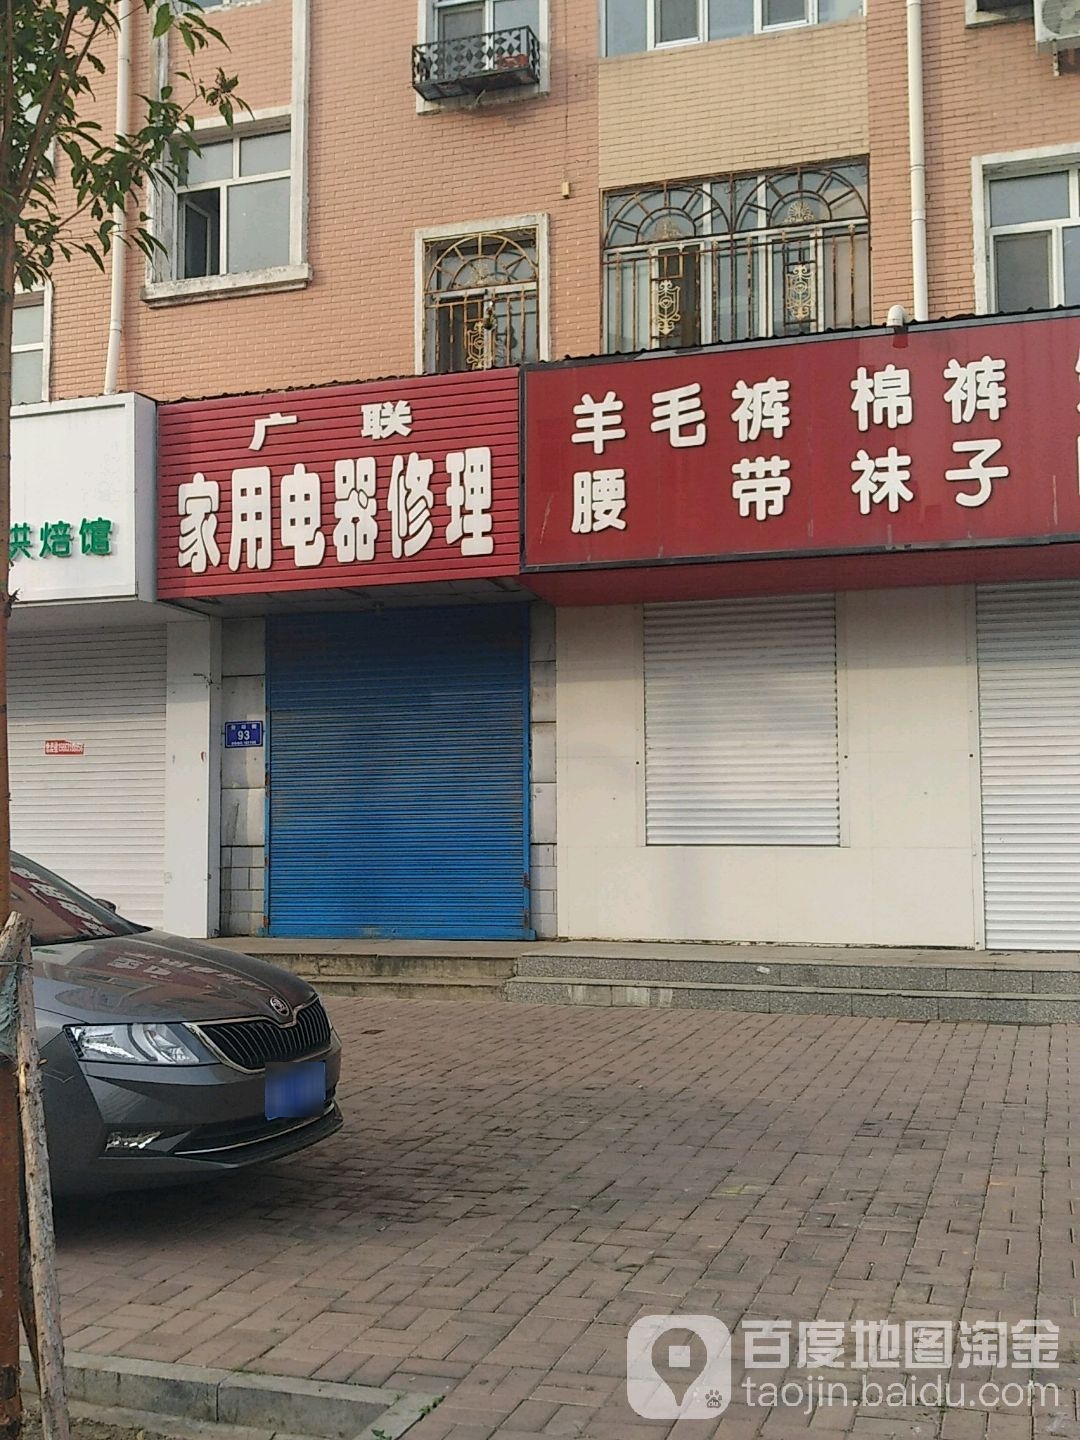 广联
家用电器修理
羊毛裤 棉裤
腰 带 袜子
烘焙馆
93
百度地图淘金
taojin.baidu.com